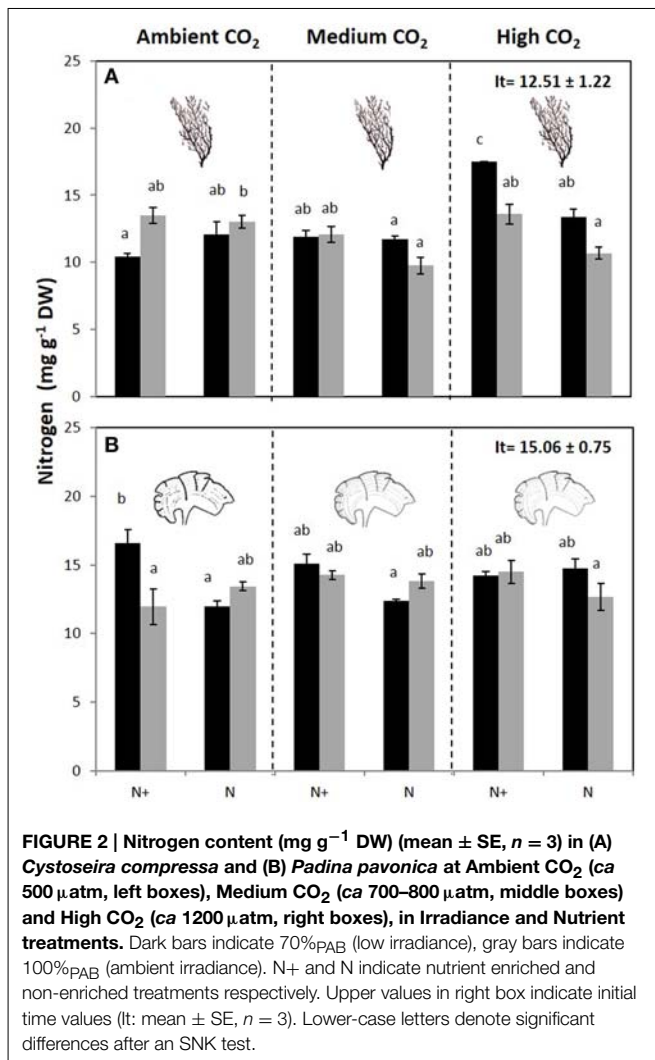 Ambient CO₂ Medium CO₂ High CO₂
Nitrogen (mg g⁻¹ DW)
A
It= 12.51 ± 1.22
25
20
15
10
5
0
a ab ab b ab ab a a c ab ab a
B
It= 15.06 ± 0.75
25
20
15
10
5
0
b a a ab ab ab a ab ab ab ab a
N+ N N+ N N+ N
FIGURE 2 | Nitrogen content (mg g⁻¹ DW) (mean ± SE, n = 3) in (A)
Cystoseira compressa and (B) Padina pavonica at Ambient CO₂ (ca
500 μatm, left boxes), Medium CO₂ (ca 700–800 μatm, middle boxes)
and High CO₂ (ca 1200 μatm, right boxes), in Irradiance and Nutrient
treatments. Dark bars indicate 70%PAB (low irradiance), gray bars indicate
100%PAB (ambient irradiance). N+ and N indicate nutrient enriched and
non-enriched treatments respectively. Upper values in right box indicate initial
time values (It: mean ± SE, n = 3). Lower-case letters denote significant
differences after an SNK test.